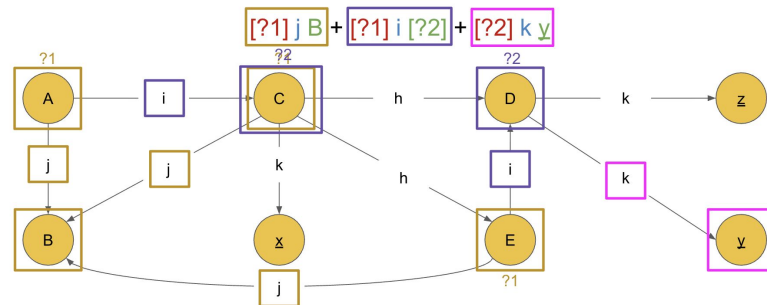 [?1] j B + [?1] i [?2] + [?2] k y
?1 ?2 ?2
A i C h D k z
j j k h i k
B x E y
?1
j